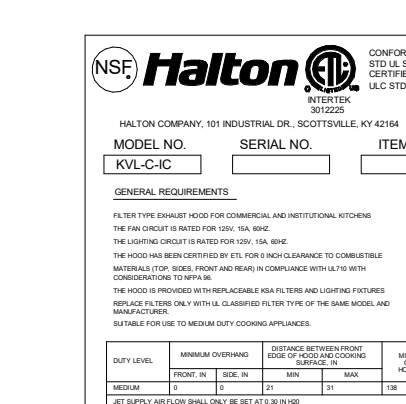 NSF.
Halton
ETL
CONFOR
STD UL S
CERTIFIE
ULC STD
LISTED US
INTERTEK
3012225
HALTON COMPANY, 101 INDUSTRIAL DR., SCOTTSVILLE, KY 42164
MODEL NO. SERIAL NO. ITEM
KVL-C-IC
GENERAL REQUIREMENTS
FILTER TYPE EXHAUST HOOD FOR COMMERCIAL AND INSTITUTIONAL KITCHENS
THE FAN CIRCUIT IS RATED FOR 125V, 15A, 60HZ.
THE LIGHTING CIRCUIT IS RATED FOR 125V, 15A, 60HZ.
THE HOOD HAS BEEN CERTIFIED BY ETL FOR 0 INCH CLEARANCE TO COMBUSTIBLE
MATERIALS (TOP, SIDES, FRONT AND REAR) IN COMPLIANCE WITH UL710 WITH
CONSIDERATIONS TO NFPA 96.
THE HOOD IS PROVIDED WITH REPLACEABLE KSA FILTERS AND LIGHTING FIXTURES
REPLACE FILTERS ONLY WITH UL CLASSIFIED FILTER TYPE OF THE SAME MODEL AND
MANUFACTURER.
SUITABLE FOR USE TO MEDIUM DUTY COOKING APPLIANCES.
DUTY LEVEL
MINIMUM OVERHANG
DISTANCE BETWEEN FRONT
EDGE OF HOOD AND COOKING
SURFACE, IN
FRONT, IN SIDE, IN MIN MAX
MEDIUM 0 0 21 31 138
JET SUPPLY AIR FLOW SHALL ONLY BE SET AT 0.30 IN H20